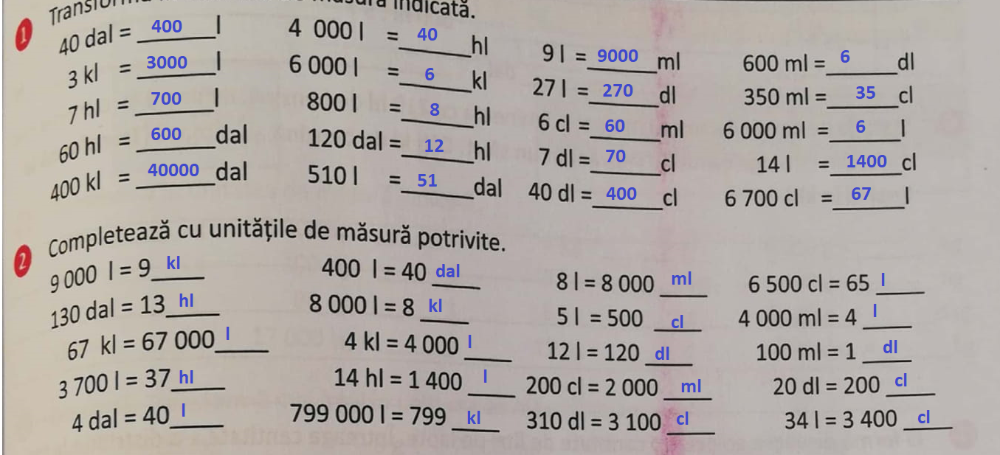 1 măsura indicată.
40 dal = 400 l 4 000 l = 40 hl 9 l = 9000 ml 600 ml = 6 dl
3 kl = 3000 l 6 000 l = 6 kl 27 l = 270 dl 350 ml = 35 cl
7 hl = 700 l 800 l = 8 hl 6 cl = 60 ml 6 000 ml = 6 l
60 hl = 600 dal 120 dal = 12 hl 7 dl = 70 cl 14 l = 1400 cl
400 kl = 40000 dal 510 l = 51 dal 40 dl = 400 cl 6 700 cl = 67 l
2 Completează cu unitățile de măsură potrivite.
9 000 l = 9 kl 400 l = 40 dal 8 l = 8 000 ml 6 500 cl = 65 l
130 dal = 13 hl 8 000 l = 8 kl 5 l = 500 cl 4 000 ml = 4 l
67 kl = 67 000 l 4 kl = 4 000 l 12 l = 120 dl 100 ml = 1 dl
3 700 l = 37 hl 14 hl = 1 400 l 200 cl = 2 000 ml 20 dl = 200 cl
4 dal = 40 l 799 000 l = 799 kl 310 dl = 3 100 cl 34 l = 3 400 cl